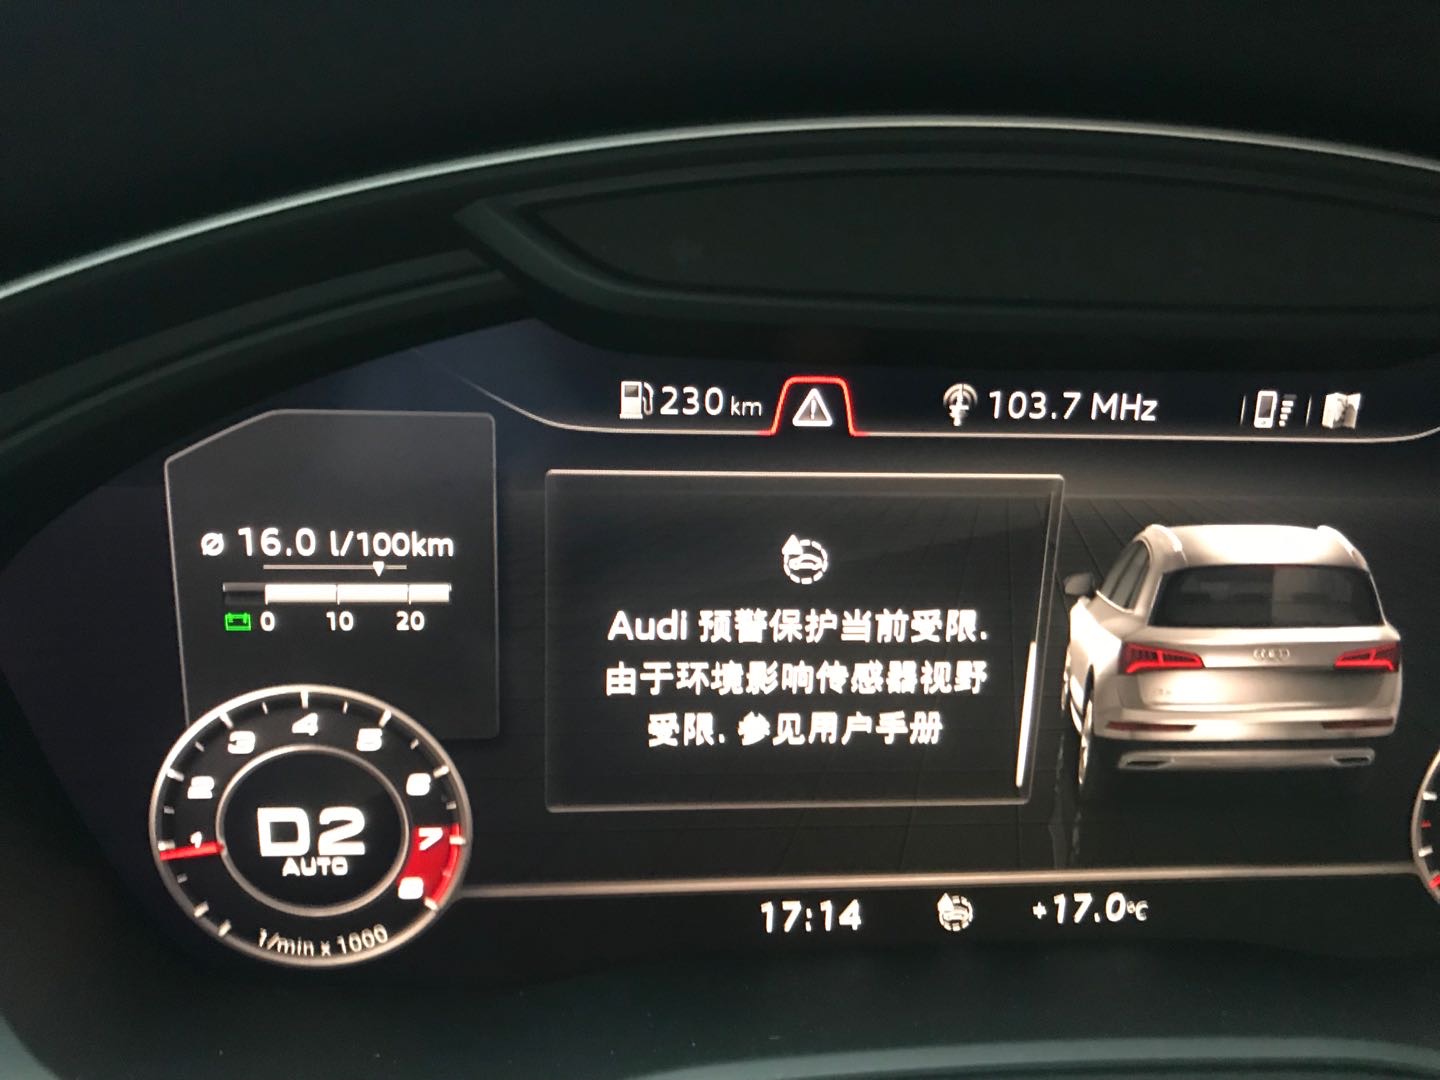 230 km
103.7 MHz
ø 16.0 l/100km
0 10 20
Audi 预警保护当前受限.
由于环境影响传感器视野
受限. 参见用户手册
1 2 3 4 5 6 7 8
D2
AUTO
1/min x 1000
17:14
+17.0°C